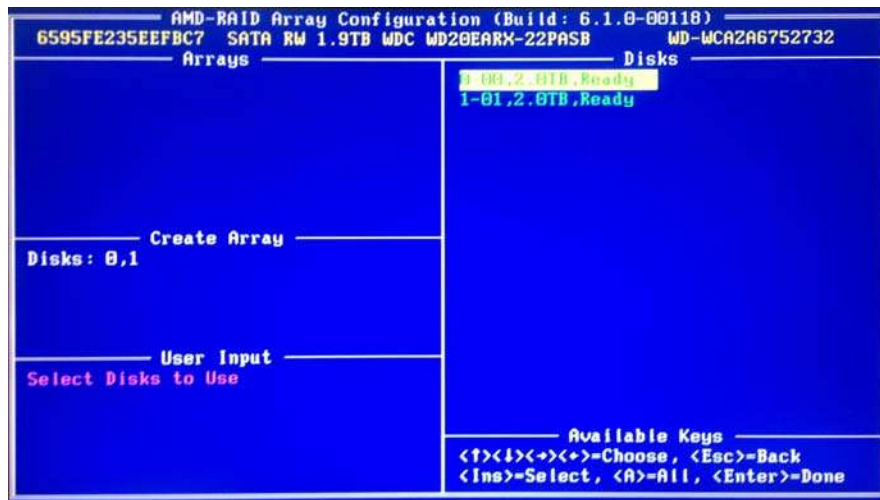 AMD-RAID Array Configuration (Build: 6.1.0-00118)
6595FE235EEFBC7 SATA RW 1.9TB WDC WD20EARX-22PASB WD-WCAZA6752732
Arrays
Disks
0-00,2.0TB,Ready
1-01,2.0TB,Ready
Create Array
Disks: 0,1
User Input
Select Disks to Use
Available Keys
<↑><↓><→><←>=Choose, <Esc>=Back
<Ins>=Select, <A>=All, <Enter>=Done